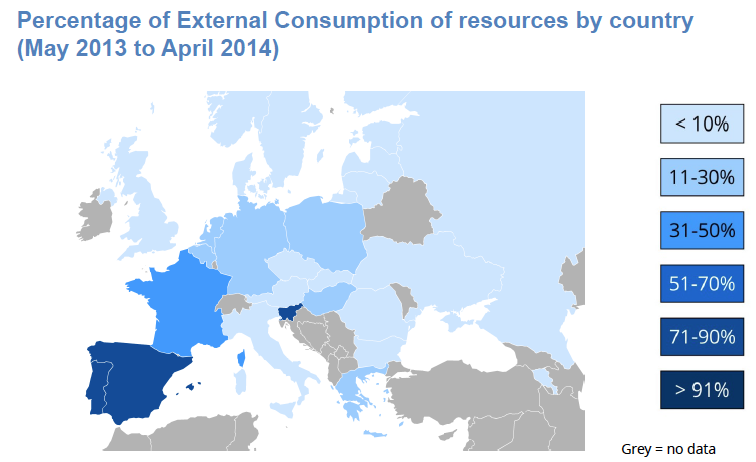 Percentage of External Consumption of resources by country
(May 2013 to April 2014)
< 10%
11-30%
31-50%
51-70%
71-90%
> 91%
Grey = no data